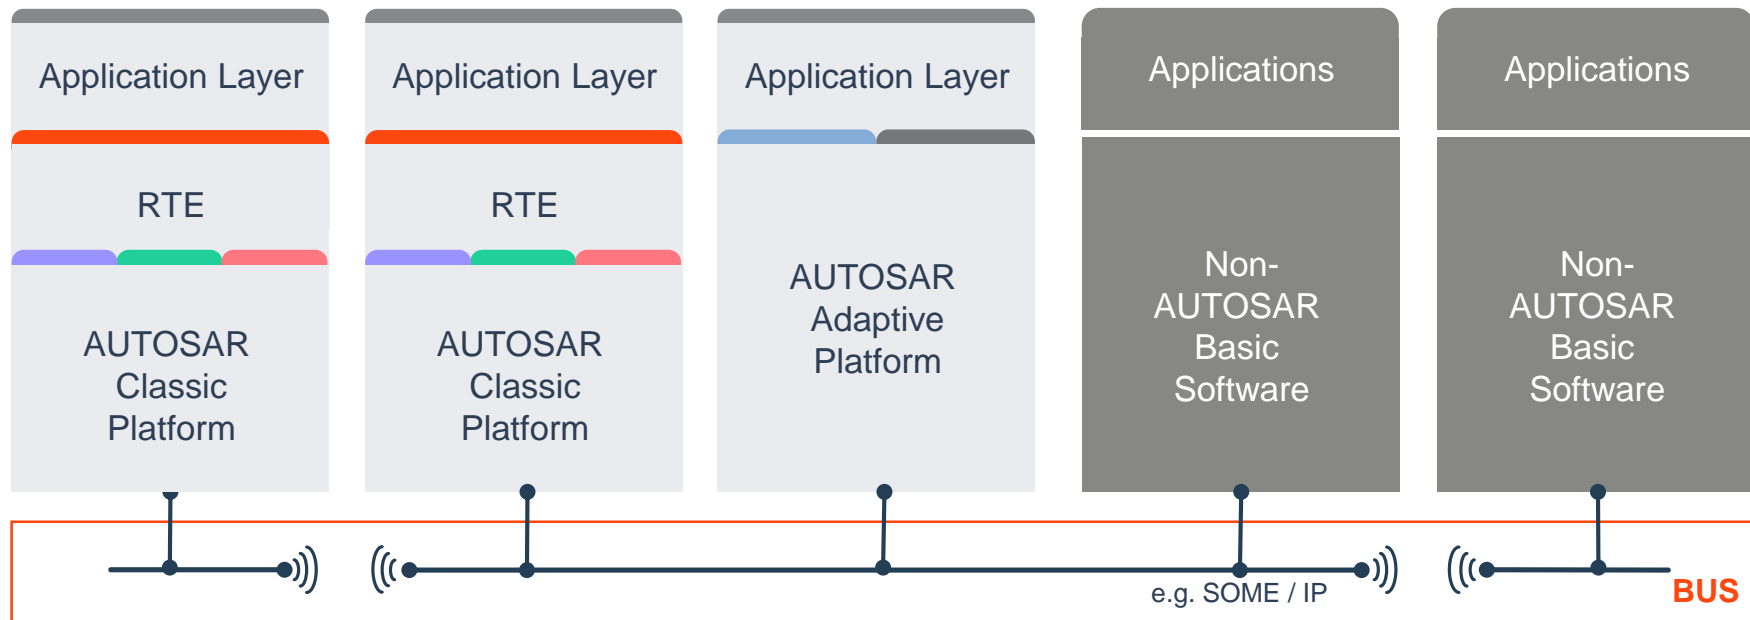 Application Layer
Application Layer
Application Layer
Applications
Applications
RTE
RTE
AUTOSAR
Classic
Platform
AUTOSAR
Classic
Platform
AUTOSAR
Adaptive
Platform
Non-
AUTOSAR
Basic
Software
Non-
AUTOSAR
Basic
Software
e.g. SOME / IP
BUS